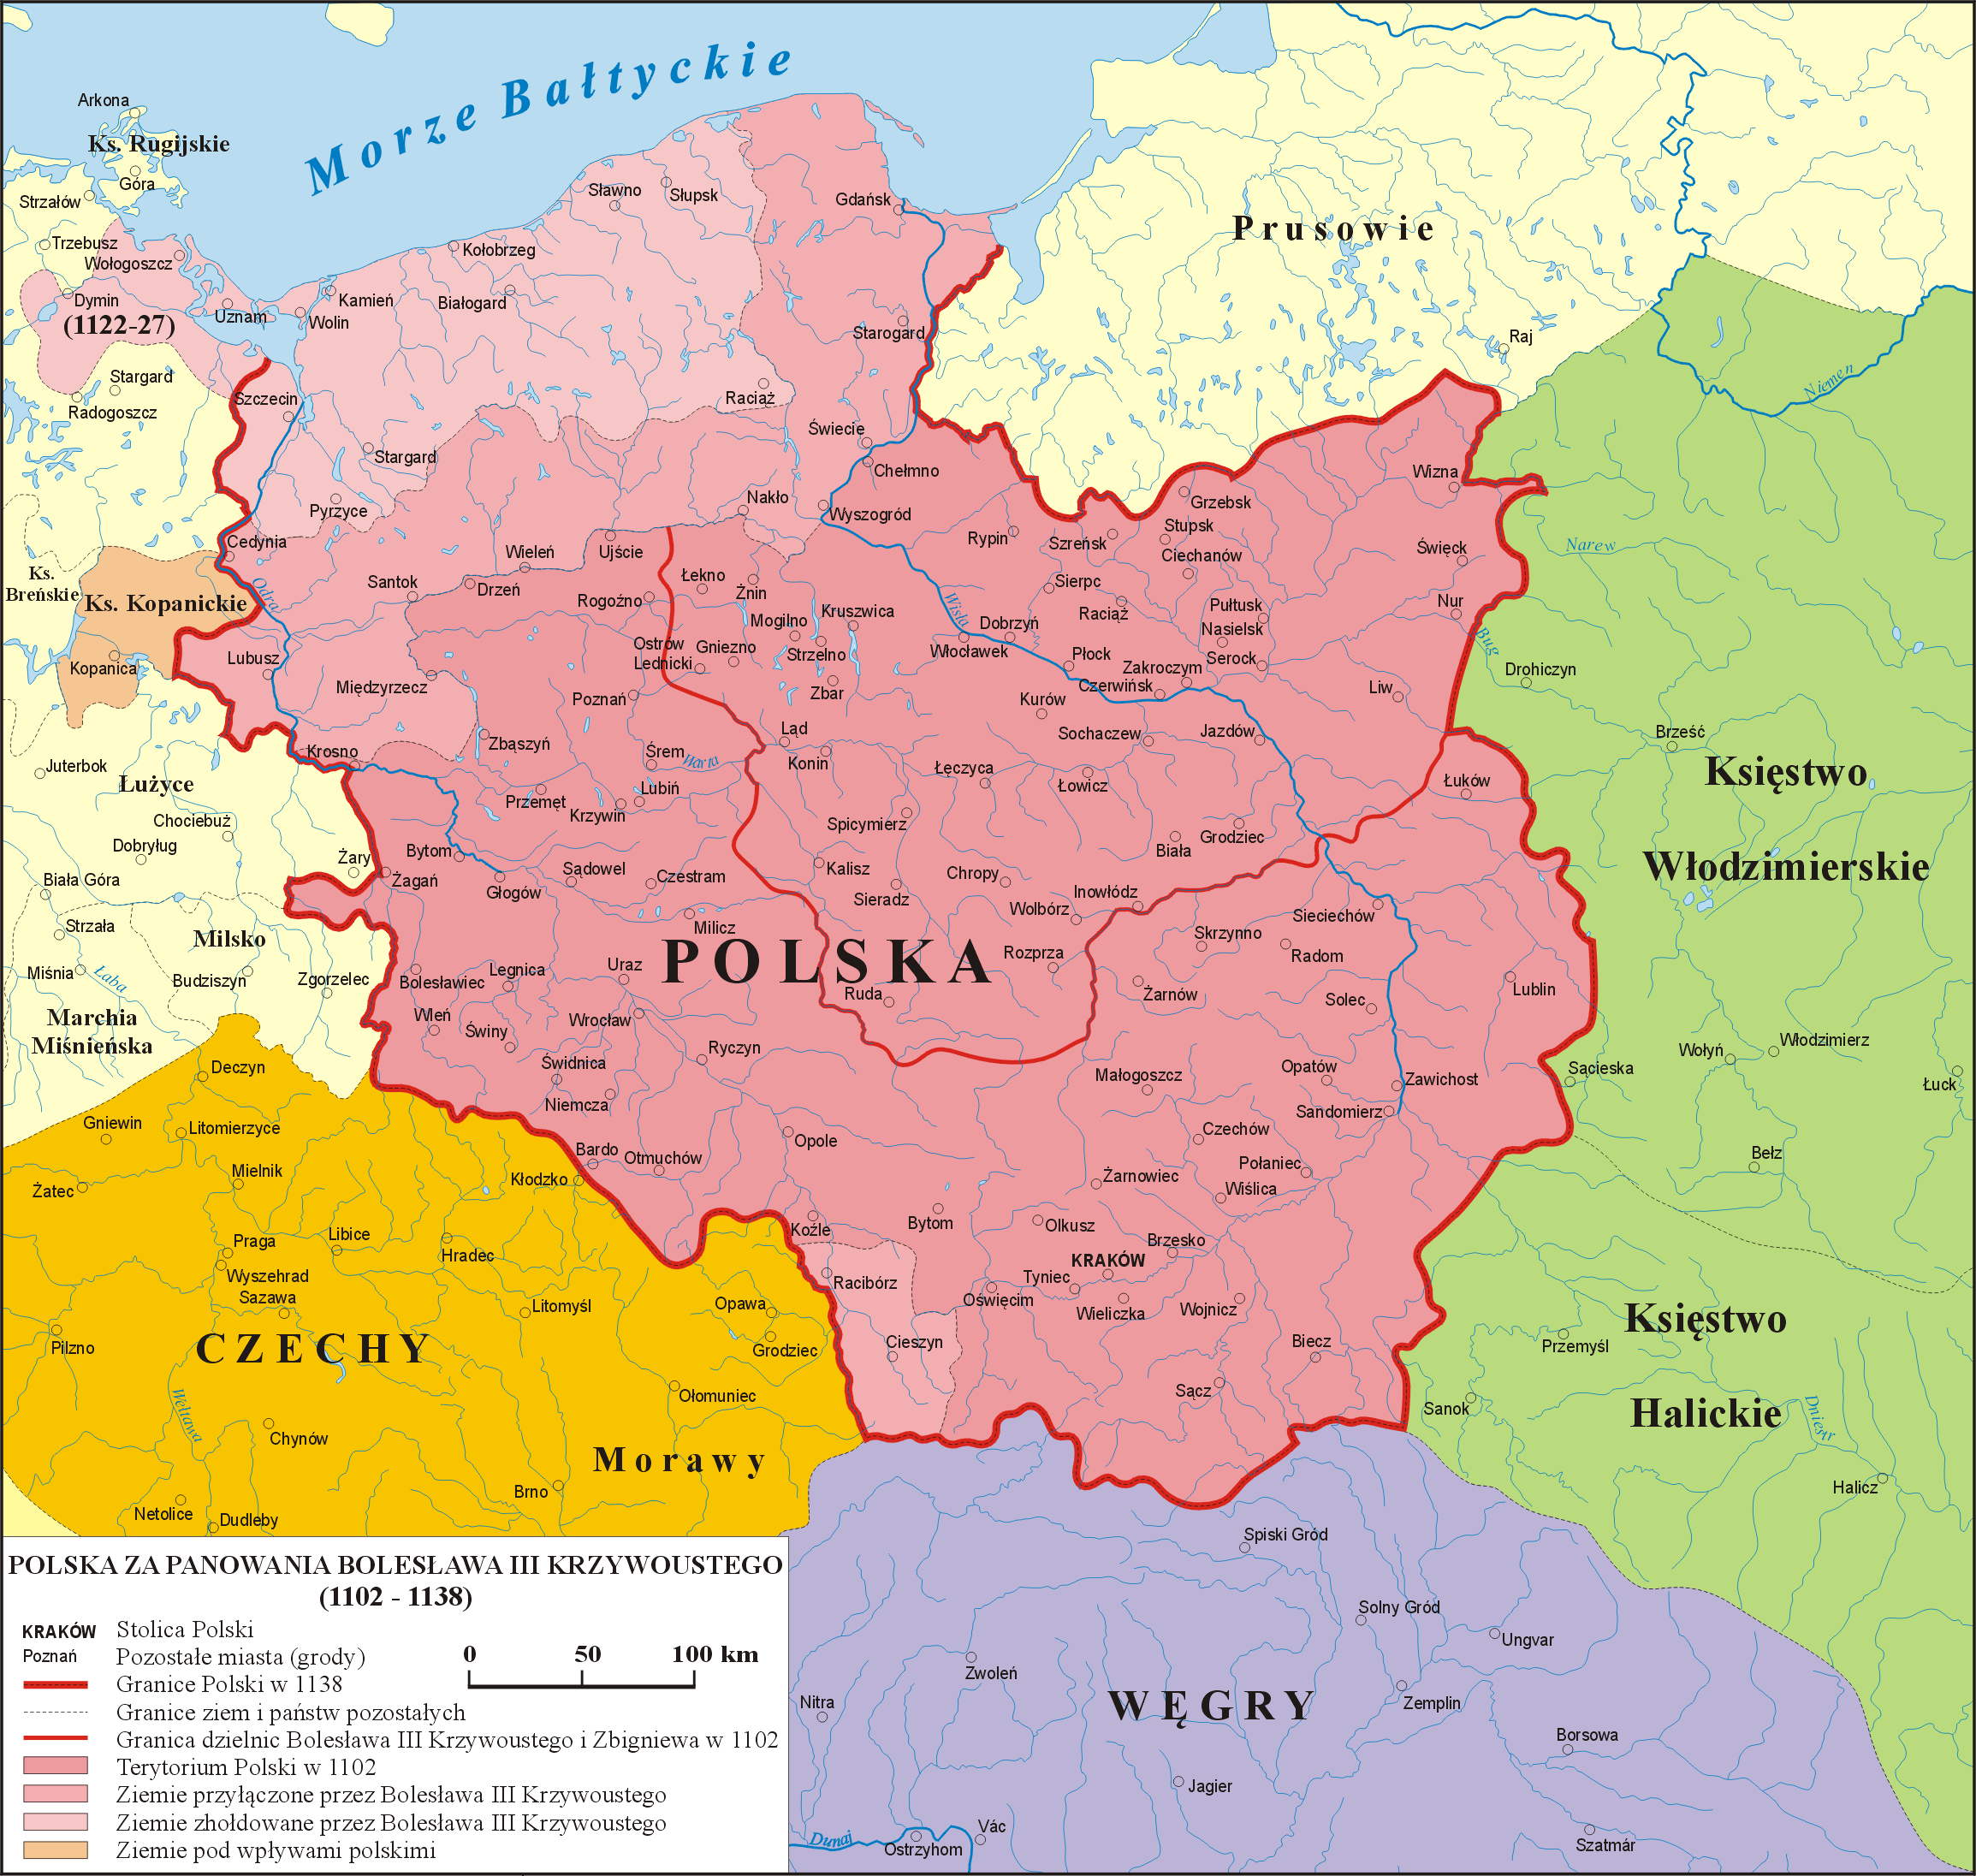 Morze Bałtyckie
Arkona
Ks. Rugijskie
Góra
Strzałów
Trzebusz
Wołogoszcz
Dymin
(1122-27)
Uznam
Kamień
Wolin
Stargard
Radogoszcz
Szczecin
Sławno
Słupsk
Kołobrzeg
Białogard
Gdańsk
Starogard
Raciąż
Świecie
Chełmno
Stargard
Pyrzyce
Nakło
Wyszogród
Prusowie
Raj
Niemen
Wizna
Grzebsk
Stupsk
Szreńsk
Ciechanów
Rypin
Święck
Narew
Cedynia
Ks.
Breńskie
Ks. Kopanickie
Odra
Kopanica
Lubusz
Santok
Wieleń
Ujście
Drzeń
Rogoźno
Łekno
Żnin
Mogilno
Kruszwica
Ostrów
Lednicki
Gniezno
Strzelno
Zbar
Międzyrzecz
Poznań
Wisła
Dobrzyń
Włocławek
Sierpc
Raciąż
Pułtusk
Nasielsk
Nur
Bug
Płock
Zakroczym
Serock
Czerwińsk
Drohiczyn
Liw
Kurów
Sochaczew
Jazdów
Brześć
Księstwo
Włodzimierskie
Juterbok
Łużyce
Krosno
Zbąszyń
Śrem
Warta
Ląd
Konin
Łęczyca
Łowicz
Łuków
Przemęt
Krzywin
Lubiń
Chociebuż
Dobryług
Spicymierz
Biała
Grodziec
Żary
Bytom
Żagań
Głogów
Sądowel
Czestram
Kalisz
Sieradz
Chropy
Wolbórz
Inowłódz
Sieciechów
Biała Góra
Strzała
Milsko
Milicz
POLSKA
Skrzynno
Radom
Rozprza
Miśnia
Łaba
Budziszyn
Zgorzelec
Bolesławiec
Legnica
Uraz
Ruda
Żarnów
Solec
Lublin
Marchia
Miśnieńska
Wleń
Świny
Wrocław
Ryczyn
Świdnica
Niemcza
Małogoszcz
Opatów
Zawichost
Sandomierz
Sącieska
Wołyń
Włodzimierz
Łuck
Deczyn
Gniewin
Litomierzyce
Mielnik
Żatec
Bardo
Otmuchów
Kłodzko
Opole
Czechów
Połaniec
Żarnowiec
Wiślica
Bełz
Praga
Wyszehrad
Sazawa
Libice
Hradec
Koźle
Bytom
Olkusz
Brzesko
KRAKÓW
Tyniec
Oświęcim
Wieliczka
Wojnicz
Litomyśl
Opawa
Grodziec
Racibórz
Cieszyn
Pilzno
CZECHY
Wełtawa
Ołomuniec
Chynów
Morawy
Brno
Netolice
Dudleby
Biecz
Sącz
Przemyśl
Sanok
Księstwo
Halickie
Dniestr
Halicz
Spiski Gród
Solny Gród
Ungvar
Zwoleń
Nitra
WĘGRY
Zemplin
Borsowa
Jagier
Szatmár
Dunaj
Ostrzyhom
Vác
POLSKA ZA PANOWANIA BOLESŁAWA III KRZYWOUSTEGO
(1102 - 1138)
KRAKÓW Stolica Polski
Poznań Pozostałe miasta (grody)
0 50 100 km
Granice Polski w 1138
Granice ziem i państw pozostałych
Granica dzielnic Bolesława III Krzywoustego i Zbigniewa w 1102
Terytorium Polski w 1102
Ziemie przyłączone przez Bolesława III Krzywoustego
Ziemie zhołdowane przez Bolesława III Krzywoustego
Ziemie pod wpływami polskimi